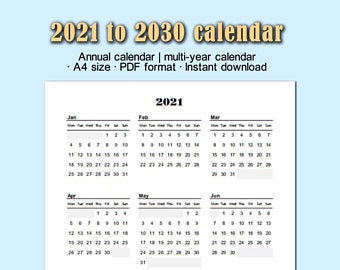 2021 to 2030 calendar
Annual calendar | multi-year calendar
· A4 size · PDF format · Instant download
2021
Jan Feb Mar
Mon Tue Wed Thu Fri Sat Sun Mon Tue Wed Thu Fri Sat Sun Mon Tue Wed Thu Fri Sat Sun
1 2 3 1 2 3 4 5 6 7 1 2 3 4 5 6 7
4 5 6 7 8 9 10 8 9 10 11 12 13 14 8 9 10 11 12 13 14
11 12 13 14 15 16 17 15 16 17 18 19 20 21 15 16 17 18 19 20 21
18 19 20 21 22 23 24 22 23 24 25 26 27 28 22 23 24 25 26 27 28
25 26 27 28 29 30 31 29 30 31
Apr May Jun
Mon Tue Wed Thu Fri Sat Sun Mon Tue Wed Thu Fri Sat Sun Mon Tue Wed Thu Fri Sat Sun
1 2 3 4 1 2 1 2 3 4 5 6
5 6 7 8 9 10 11 3 4 5 6 7 8 9 7 8 9 10 11 12 13
12 13 14 15 16 17 18 10 11 12 13 14 15 16 14 15 16 17 18 19 20
19 20 21 22 23 24 25 17 18 19 20 21 22 23 21 22 23 24 25 26 27
26 27 28 29 30 24 25 26 27 28 29 30 28 29 30
31